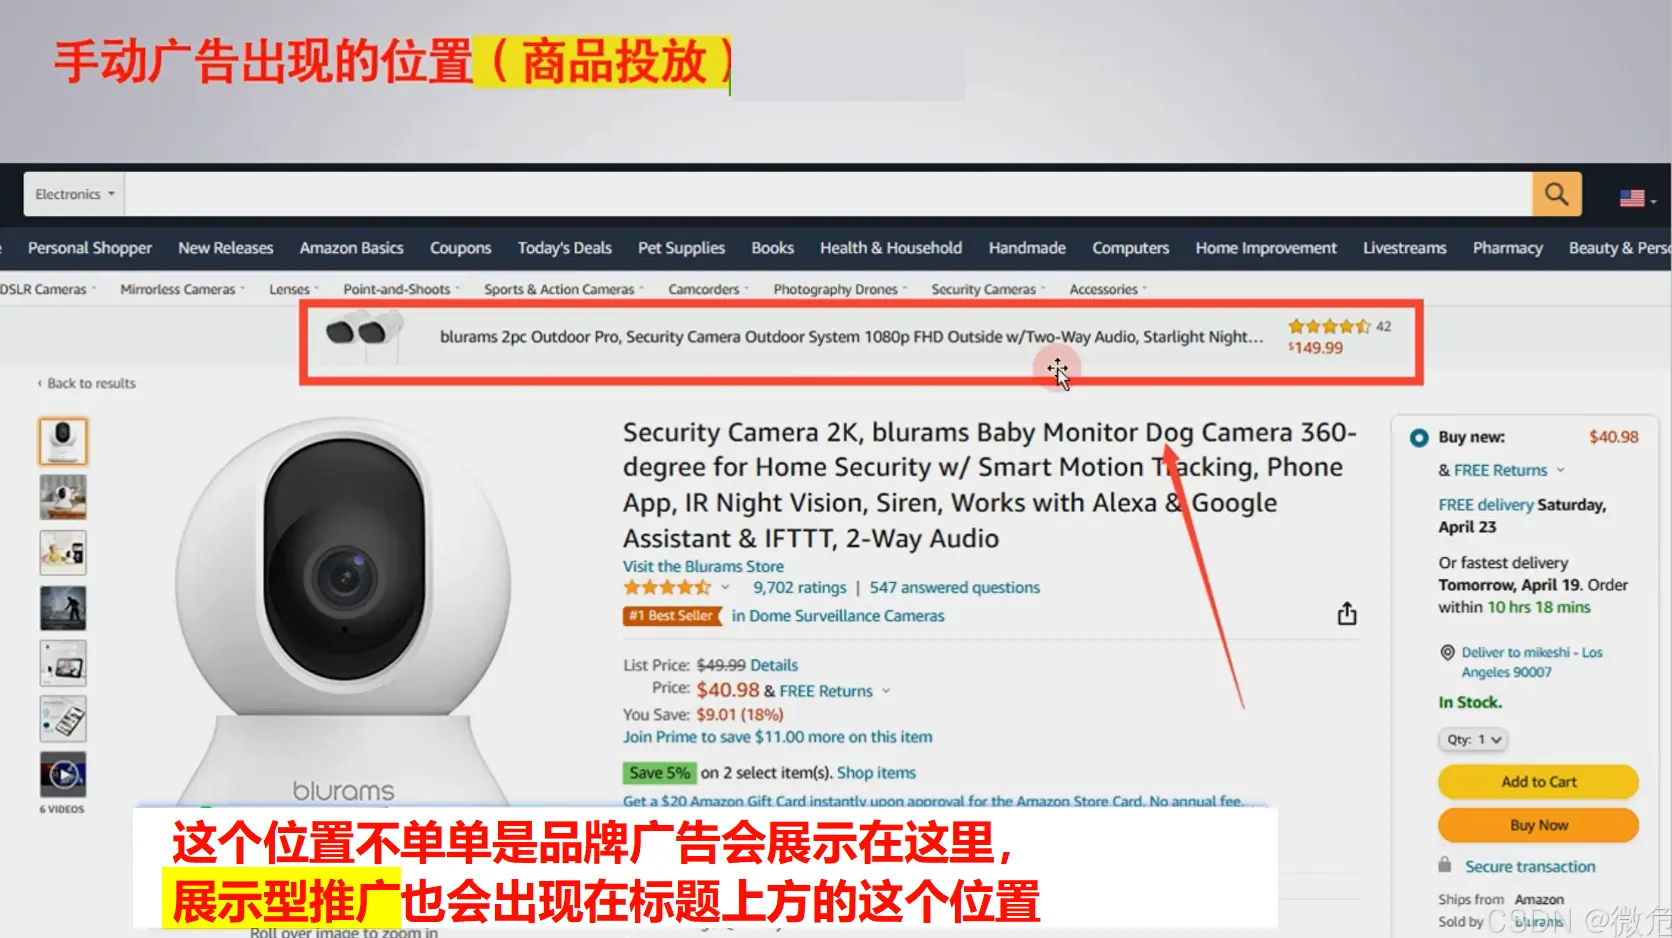 手动广告出现的位置（商品投放）
Electronics
Personal Shopper New Releases Amazon Basics Coupons Today's Deals Pet Supplies Books Health & Household Handmade Computers Home Improvement Livestreams Pharmacy Beauty & Pers
DSLR Cameras Mirrorless Cameras Lenses Point-and-Shoots Sports & Action Cameras Camcorders Photography Drones Security Cameras Accessories
blurams 2pc Outdoor Pro, Security Camera Outdoor System 1080p FHD Outside w/Two-Way Audio, Starlight Night...
42
$149.99
‹ Back to results
Security Camera 2K, blurams Baby Monitor Dog Camera 360-
degree for Home Security w/ Smart Motion Tracking, Phone
App, IR Night Vision, Siren, Works with Alexa & Google
Assistant & IFTTT, 2-Way Audio
Visit the Blurams Store
9,702 ratings | 547 answered questions
#1 Best Seller in Dome Surveillance Cameras
List Price: $49.99 Details
Price: $40.98 & FREE Returns
You Save: $9.01 (18%)
Join Prime to save $11.00 more on this item
Save 5% on 2 select item(s). Shop items
Get a $20 Amazon Gift Card instantly upon approval for the Amazon Store Card. No annual fee.
blurams
6 VIDEOS
Buy new: $40.98
& FREE Returns
FREE delivery Saturday,
April 23
Or fastest delivery
Tomorrow, April 19. Order
within 10 hrs 18 mins
Deliver to mikeshi - Los
Angeles 90007
In Stock.
Qty: 1
Add to Cart
Buy Now
Secure transaction
Ships from Amazon
Sold by Blurams
这个位置不单单是品牌广告会展示在这里，
展示型推广也会出现在标题上方的这个位置
Roll over image to zoom in
CSDN @微危